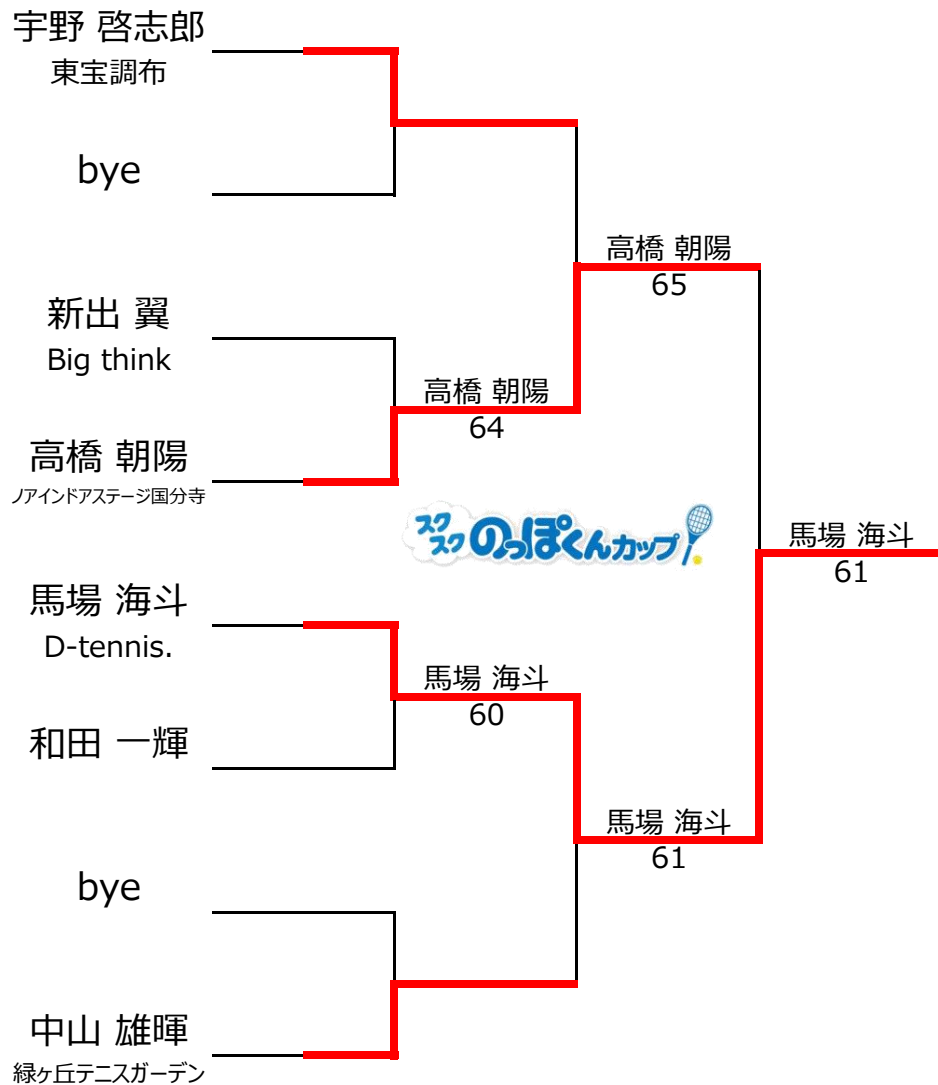 宇野 啓志郎
東宝調布
bye
新出 翼
Big think
高橋 朝陽
ノアインドアステージ国分寺
馬場 海斗
D-tennis.
和田 一輝
bye
中山 雄暉
緑ヶ丘テニスガーデン
高橋 朝陽
64
馬場 海斗
60
高橋 朝陽
65
馬場 海斗
61
馬場 海斗
61
スクスク のっぽくんカップ